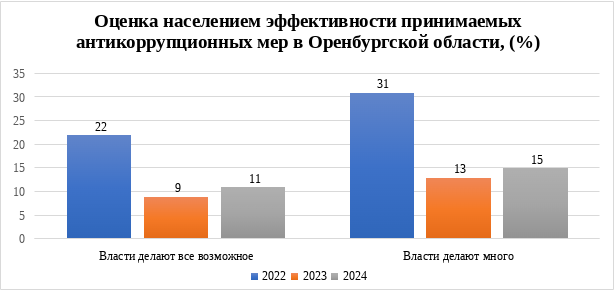 Оценка населением эффективности принимаемых
антикоррупционных мер в Оренбургской области, (%)
35
30
25
20
15
10
5
0
22
9
11
31
13
15
Власти делают все возможное
Власти делают много
2022 2023 2024